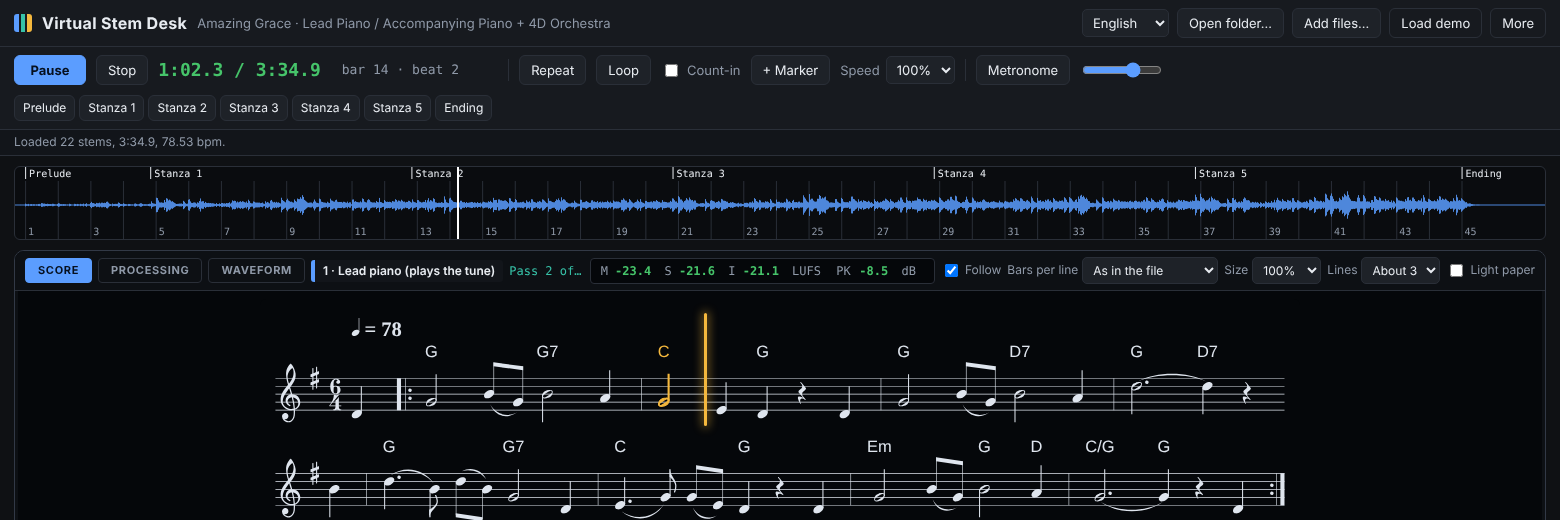 Virtual Stem Desk Amazing Grace · Lead Piano / Accompanying Piano + 4D Orchestra English Open folder... Add files... Load demo More
Pause Stop 1:02.3 / 3:34.9 bar 14 · beat 2 Repeat Loop Count-in + Marker Speed 100% Metronome
Prelude Stanza 1 Stanza 2 Stanza 3 Stanza 4 Stanza 5 Ending
Loaded 22 stems, 3:34.9, 78.53 bpm.
Prelude Stanza 1 Stanza 2 Stanza 3 Stanza 4 Stanza 5 Ending
1 3 5 7 9 11 13 15 17 19 21 23 25 27 29 31 33 35 37 39 41 43 45
SCORE PROCESSING WAVEFORM 1 · Lead piano (plays the tune) Pass 2 of… M -23.4 S -21.6 I -21.1 LUFS PK -8.5 dB Follow Bars per line As in the file Size 100% Lines About 3 Light paper
= 78
G G7 C G G D7 G D7
6
4
G G7 C G Em G D C/G G